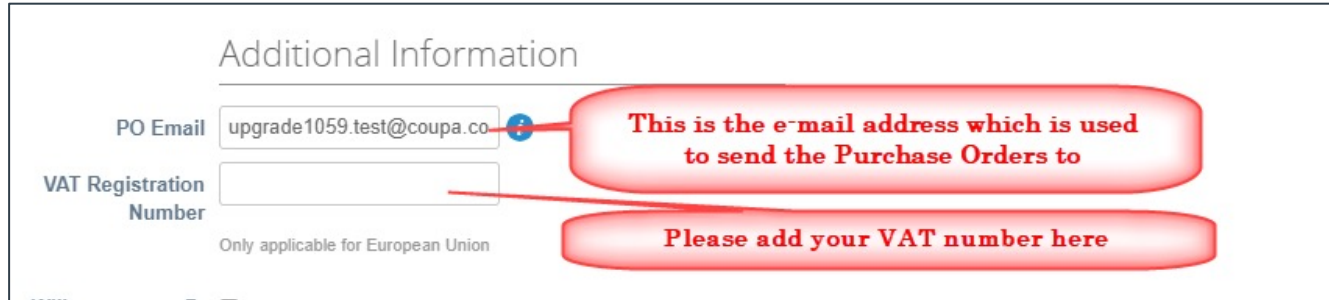 Additional Information
PO Email
upgrade1059.test@coupa.co
i
This is the e-mail address which is used
to send the Purchase Orders to
VAT Registration
Number
Please add your VAT number here
Only applicable for European Union